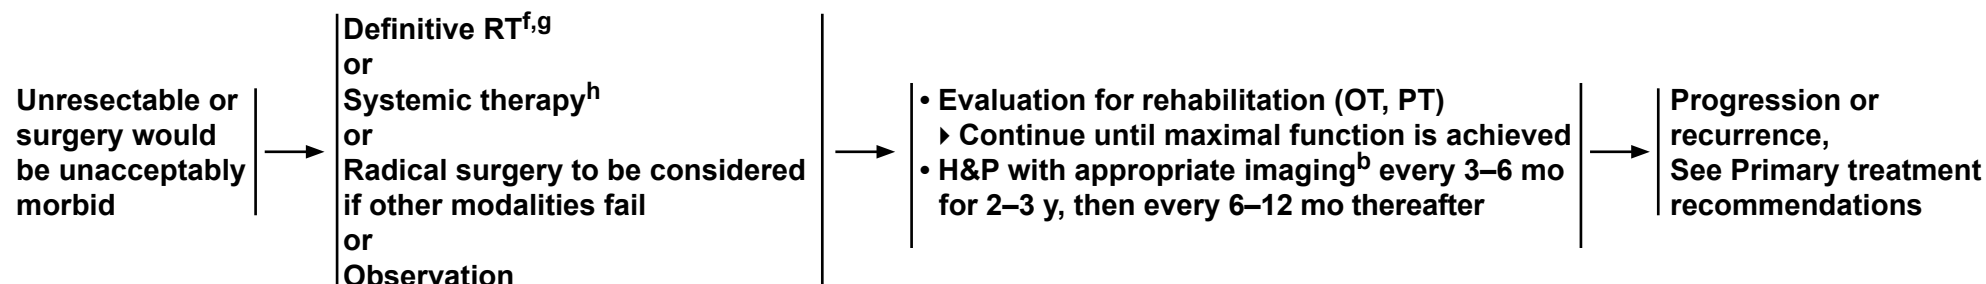 Unresectable or
surgery would
be unacceptably
morbid
Definitive RTf,g
or
Systemic therapyh
or
Radical surgery to be considered
if other modalities fail
or
Observation
• Evaluation for rehabilitation (OT, PT)
‣ Continue until maximal function is achieved
• H&P with appropriate imagingb every 3–6 mo
for 2–3 y, then every 6–12 mo thereafter
Progression or
recurrence,
See Primary treatment
recommendations